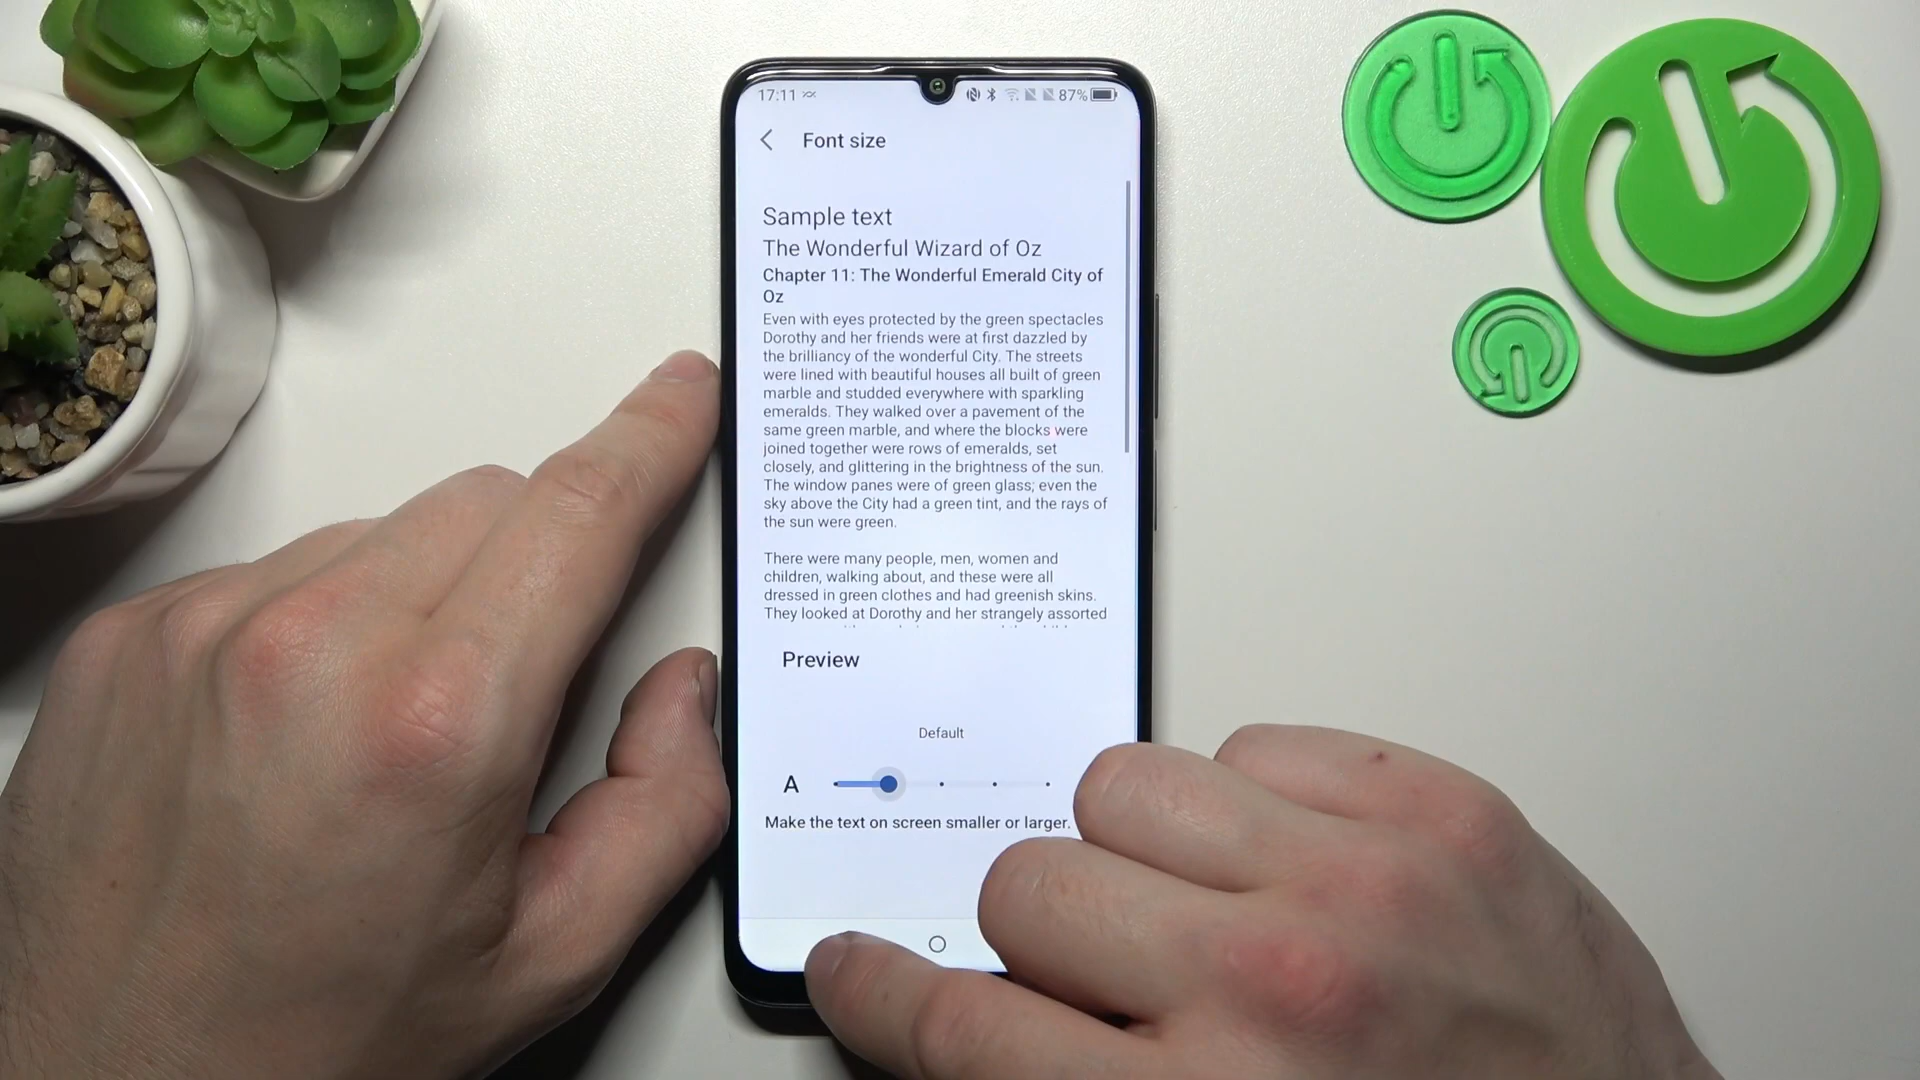 17:11 87%
Font size
Sample text
The Wonderful Wizard of Oz
Chapter 11: The Wonderful Emerald City of
Oz
Even with eyes protected by the green spectacles
Dorothy and her friends were at first dazzled by
the brilliancy of the wonderful City. The streets
were lined with beautiful houses all built of green
marble and studded everywhere with sparkling
emeralds. They walked over a pavement of the
same green marble, and where the blocks were
joined together were rows of emeralds, set
closely, and glittering in the brightness of the sun.
The window panes were of green glass; even the
sky above the City had a green tint, and the rays of
the sun were green.
There were many people, men, women and
children, walking about, and these were all
dressed in green clothes and had greenish skins.
They looked at Dorothy and her strangely assorted
Preview
Default
A
Make the text on screen smaller or larger.